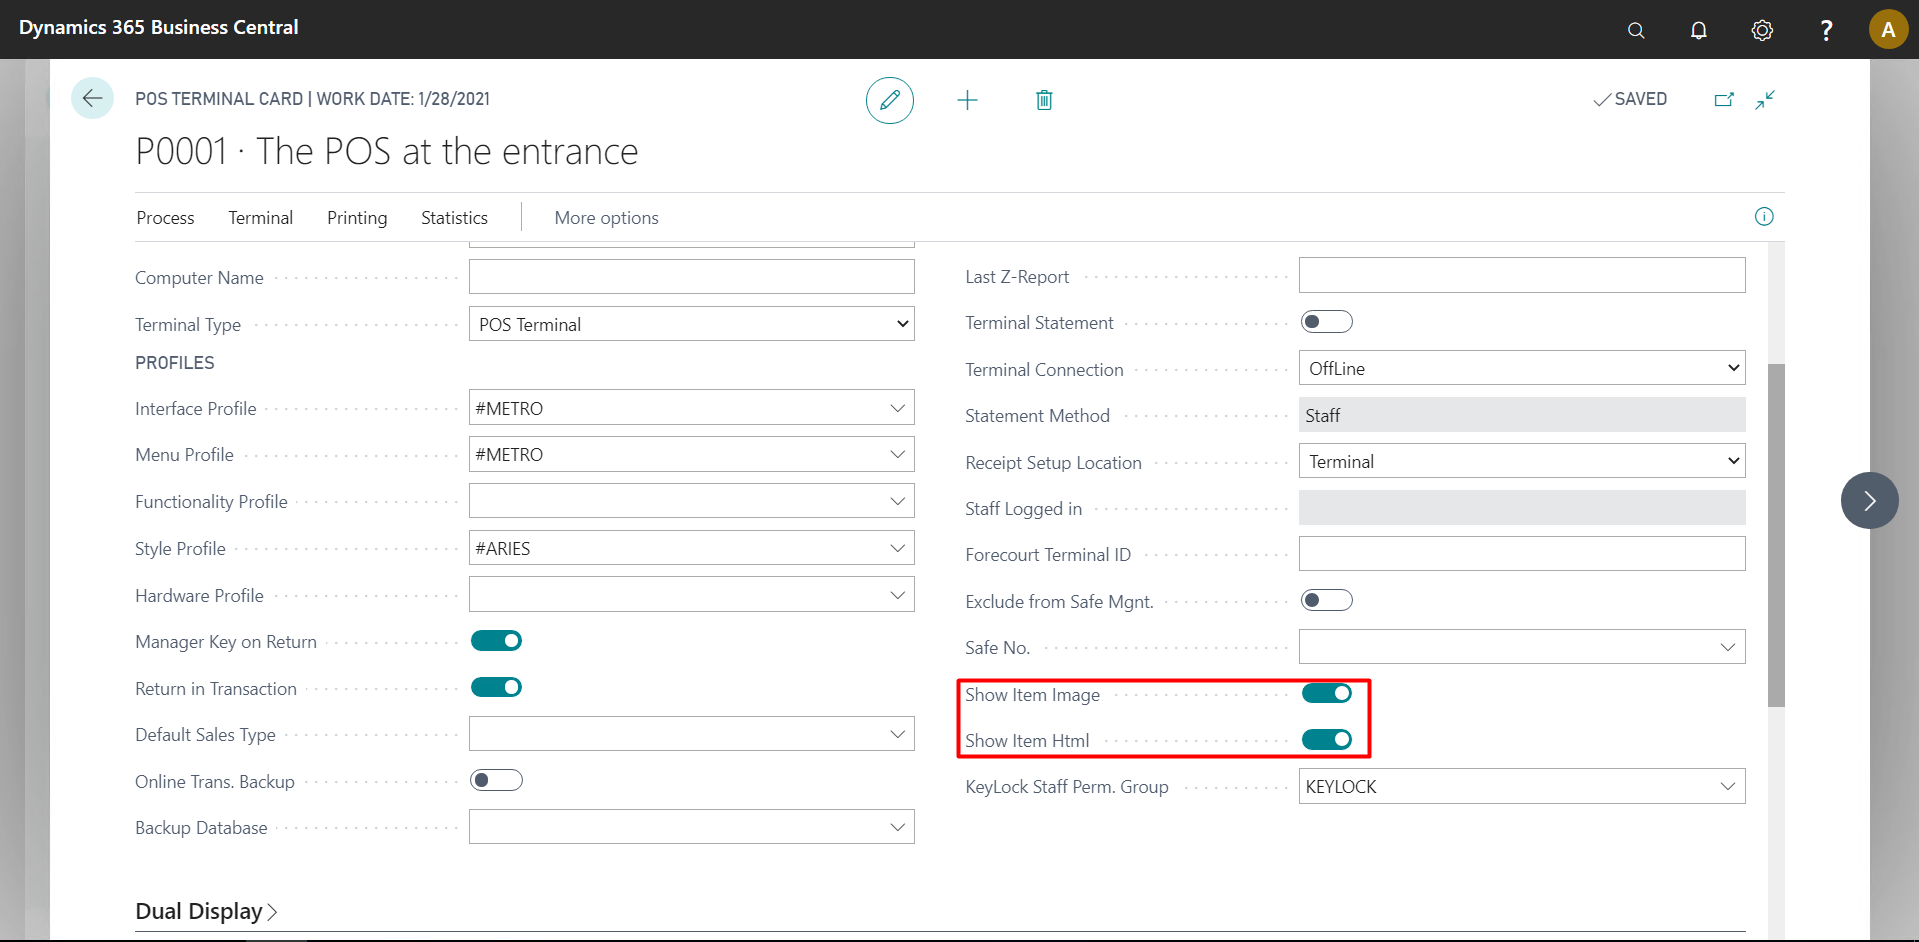 Dynamics 365 Business Central
?
A
POS TERMINAL CARD | WORK DATE: 1/28/2021
SAVED
P0001 · The POS at the entrance
Process
Terminal
Printing
Statistics
More options
Computer Name
Terminal Type
POS Terminal
PROFILES
Interface Profile
#METRO
Menu Profile
#METRO
Functionality Profile
Style Profile
#ARIES
Hardware Profile
Manager Key on Return
Return in Transaction
Default Sales Type
Online Trans. Backup
Backup Database
Last Z-Report
Terminal Statement
Terminal Connection
OffLine
Statement Method
Staff
Receipt Setup Location
Terminal
Staff Logged in
Forecourt Terminal ID
Exclude from Safe Mgnt.
Safe No.
Show Item Image
Show Item Html
KeyLock Staff Perm. Group
KEYLOCK
Dual Display